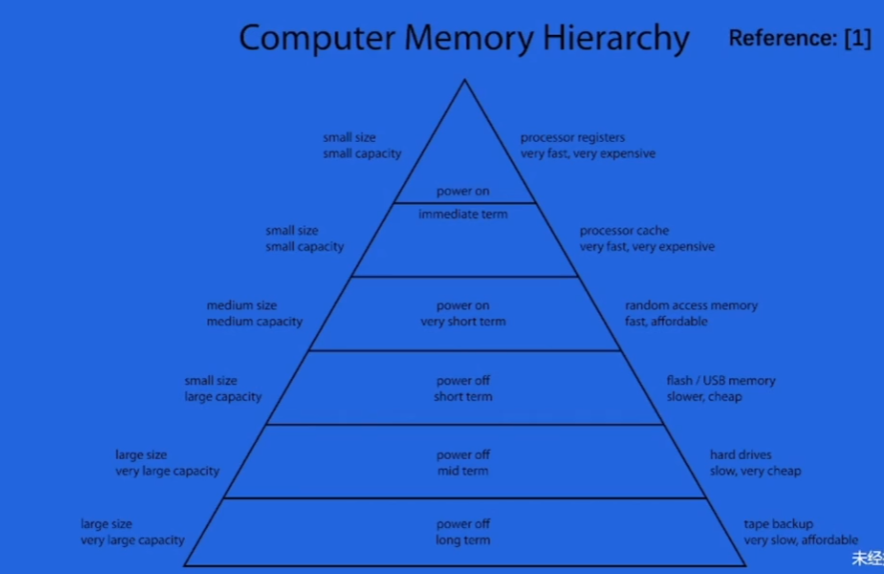 Computer Memory Hierarchy
Reference: [1]
small size
small capacity
processor registers
very fast, very expensive
power on
immediate term
small size
small capacity
processor cache
very fast, very expensive
medium size
medium capacity
power on
very short term
random access memory
fast, affordable
small size
large capacity
power off
short term
flash / USB memory
slower, cheap
large size
very large capacity
power off
mid term
hard drives
slow, very cheap
large size
very large capacity
power off
long term
tape backup
very slow, affordable
未经